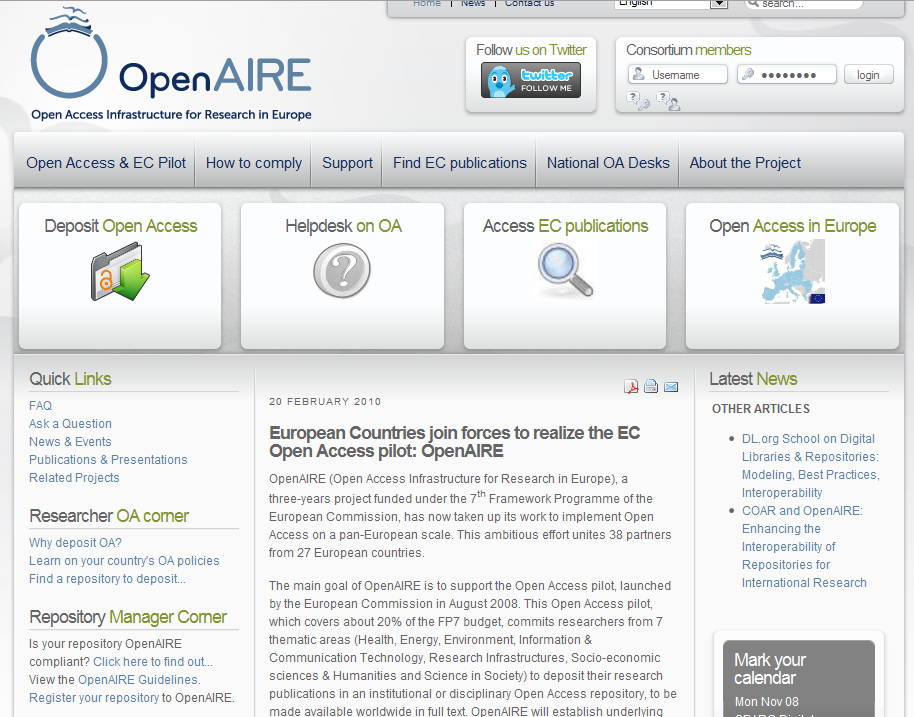 Home | News | Contact us
English
search...
OpenAIRE
Open Access Infrastructure for Research in Europe
Follow us on Twitter
twitter
FOLLOW ME
Consortium members
Username
login
Open Access & EC Pilot
How to comply
Support
Find EC publications
National OA Desks
About the Project
Deposit Open Access
Helpdesk on OA
Access EC publications
Open Access in Europe
Quick Links
FAQ
Ask a Question
News & Events
Publications & Presentations
Related Projects
Researcher OA corner
Why deposit OA?
Learn on your country's OA policies
Find a repository to deposit...
Repository Manager Corner
Is your repository OpenAIRE
compliant? Click here to find out...
View the OpenAIRE Guidelines.
Register your repository to OpenAIRE.
20 FEBRUARY 2010
European Countries join forces to realize the EC
Open Access pilot: OpenAIRE
OpenAIRE (Open Access Infrastructure for Research in Europe), a
three-years project funded under the 7th Framework Programme of the
European Commission, has now taken up its work to implement Open
Access on a pan-European scale. This ambitious effort unites 38 partners
from 27 European countries.
The main goal of OpenAIRE is to support the Open Access pilot, launched
by the European Commission in August 2008. This Open Access pilot,
which covers about 20% of the FP7 budget, commits researchers from 7
thematic areas (Health, Energy, Environment, Information &
Communication Technology, Research Infrastructures, Socio-economic
sciences & Humanities and Science in Society) to deposit their research
publications in an institutional or disciplinary Open Access repository, to be
made available worldwide in full text. OpenAIRE will establish underlying
Latest News
OTHER ARTICLES
DL.org School on Digital
Libraries & Repositories:
Modeling, Best Practices,
Interoperability
COAR and OpenAIRE:
Enhancing the
Interoperability of
Repositories for
International Research
Mark your
calendar
Mon Nov 08
SPARC Digital